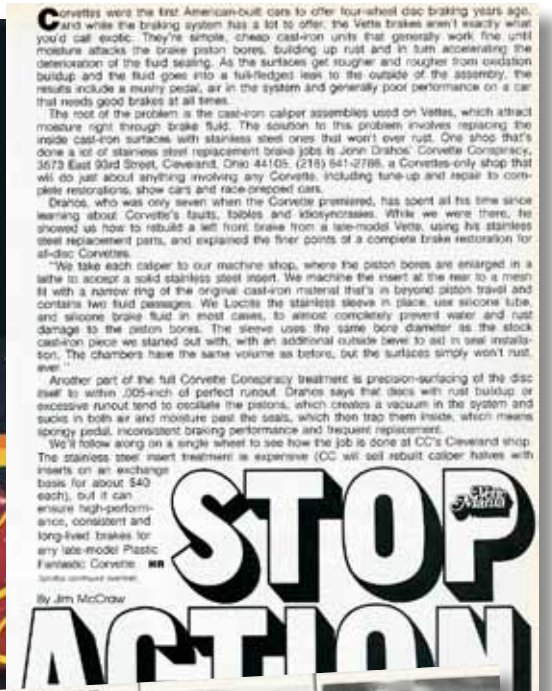 Corvettes were the first American-built cars to offer four-wheel disc braking years ago,
and while the braking system has a lot to offer, the Vette brakes aren't exactly what
you'd call exotic. They're simple, cheap cast-iron units that generally work fine until
moisture attacks the brake piston bores, building up rust and in turn accelerating the
deterioration of the fluid sealing. As the surfaces get rougher and rougher from oxidation
buildup and the fluid goes into a full-fledged leak to the outside of the assembly, the
results include a mushy pedal, air in the system and generally poor performance on a car
that needs good brakes at all times.
The root of the problem is the cast-iron caliper assemblies used on Vettes, which attract
moisture right through brake fluid. The solution to this problem involves replacing the
inside cast-iron surfaces with stainless steel ones that won't ever rust. One shop that's
done a lot of stainless steel replacement brake jobs is John Drahos' Corvette Conspiracy,
3673 East 93rd Street, Cleveland, Ohio 44105, (216) 641-2786, a Corvettes-only shop that
will do just about anything involving any Corvette, including tune-up and repair to com-
plete restorations, show cars and race-prepped cars.
Drahos, who was only seven when the Corvette premiered, has spent all his time since
learning about Corvette's faults, foibles and idiosyncrasies. While we were there, he
showed us how to rebuild a left front brake from a late-model Vette, using his stainless
steel replacement parts, and explained the finer points of a complete brake restoration for
all-disc Corvettes.
"We take each caliper to our machine shop, where the piston bores are enlarged in a
lathe to accept a solid stainless steel insert. We machine the insert at the rear to a mesh
fit with a narrow ring of the original cast-iron material that's in beyond piston travel and
contains two fluid passages. We Loctite the stainless sleeve in place, use silicone lube,
and silicone brake fluid in most cases, to almost completely prevent water and rust
damage to the piston bores. The sleeve uses the same bore diameter as the stock
cast-iron piece we started out with, with an additional outside bevel to aid in seal installa-
tion. The chambers have the same volume as before, but the surfaces simply won't rust,
ever."
Another part of the full Corvette Conspiracy treatment is precision-surfacing of the disc
itself to within .005-inch of perfect runout. Drahos says that discs with rust buildup or
excessive runout tend to oscillate the pistons, which creates a vacuum in the system and
sucks in both air and moisture past the seals, which then trap them inside, which means
spongy pedal, inconsistent braking performance and frequent replacement.
We'll follow along on a single wheel to see how the job is done at CC's Cleveland shop.
The stainless steel insert treatment is expensive (CC will sell rebuilt caliper halves with
inserts on an exchange
basis for about $40
each), but it can
ensure high-perform-
ance, consistent and
long-lived brakes for
any late-model Plastic
Fantastic Corvette. HR
continued overleaf
By Jim McCraw
STOP
Vette
Mania
ACTION